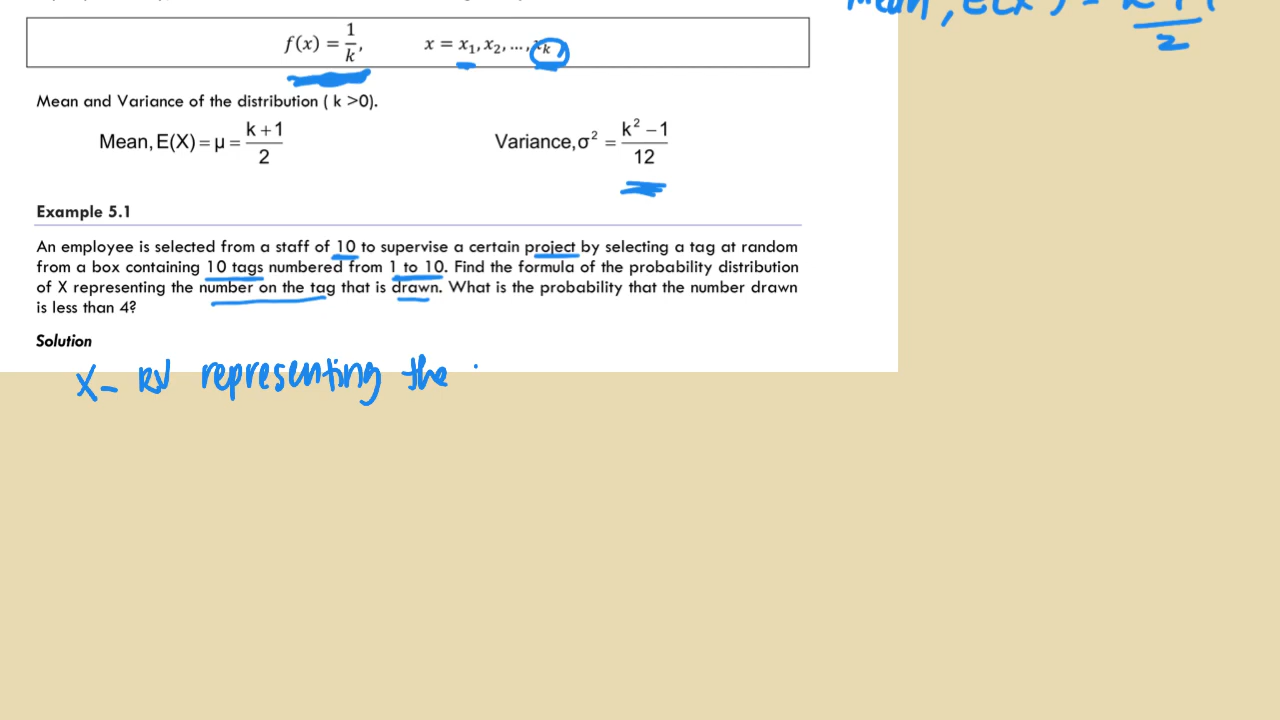 Mean, E(X) = k+1
2
f(x) = 1/k, x = x₁, x₂, …, xₖ
Mean and Variance of the distribution ( k >0).
Mean, E(X) = μ = k+1/2 Variance, σ² = k² −1/12
Example 5.1
An employee is selected from a staff of 10 to supervise a certain project by selecting a tag at random
from a box containing 10 tags numbered from 1 to 10. Find the formula of the probability distribution
of X representing the number on the tag that is drawn. What is the probability that the number drawn
is less than 4?
Solution
X- RV representing the